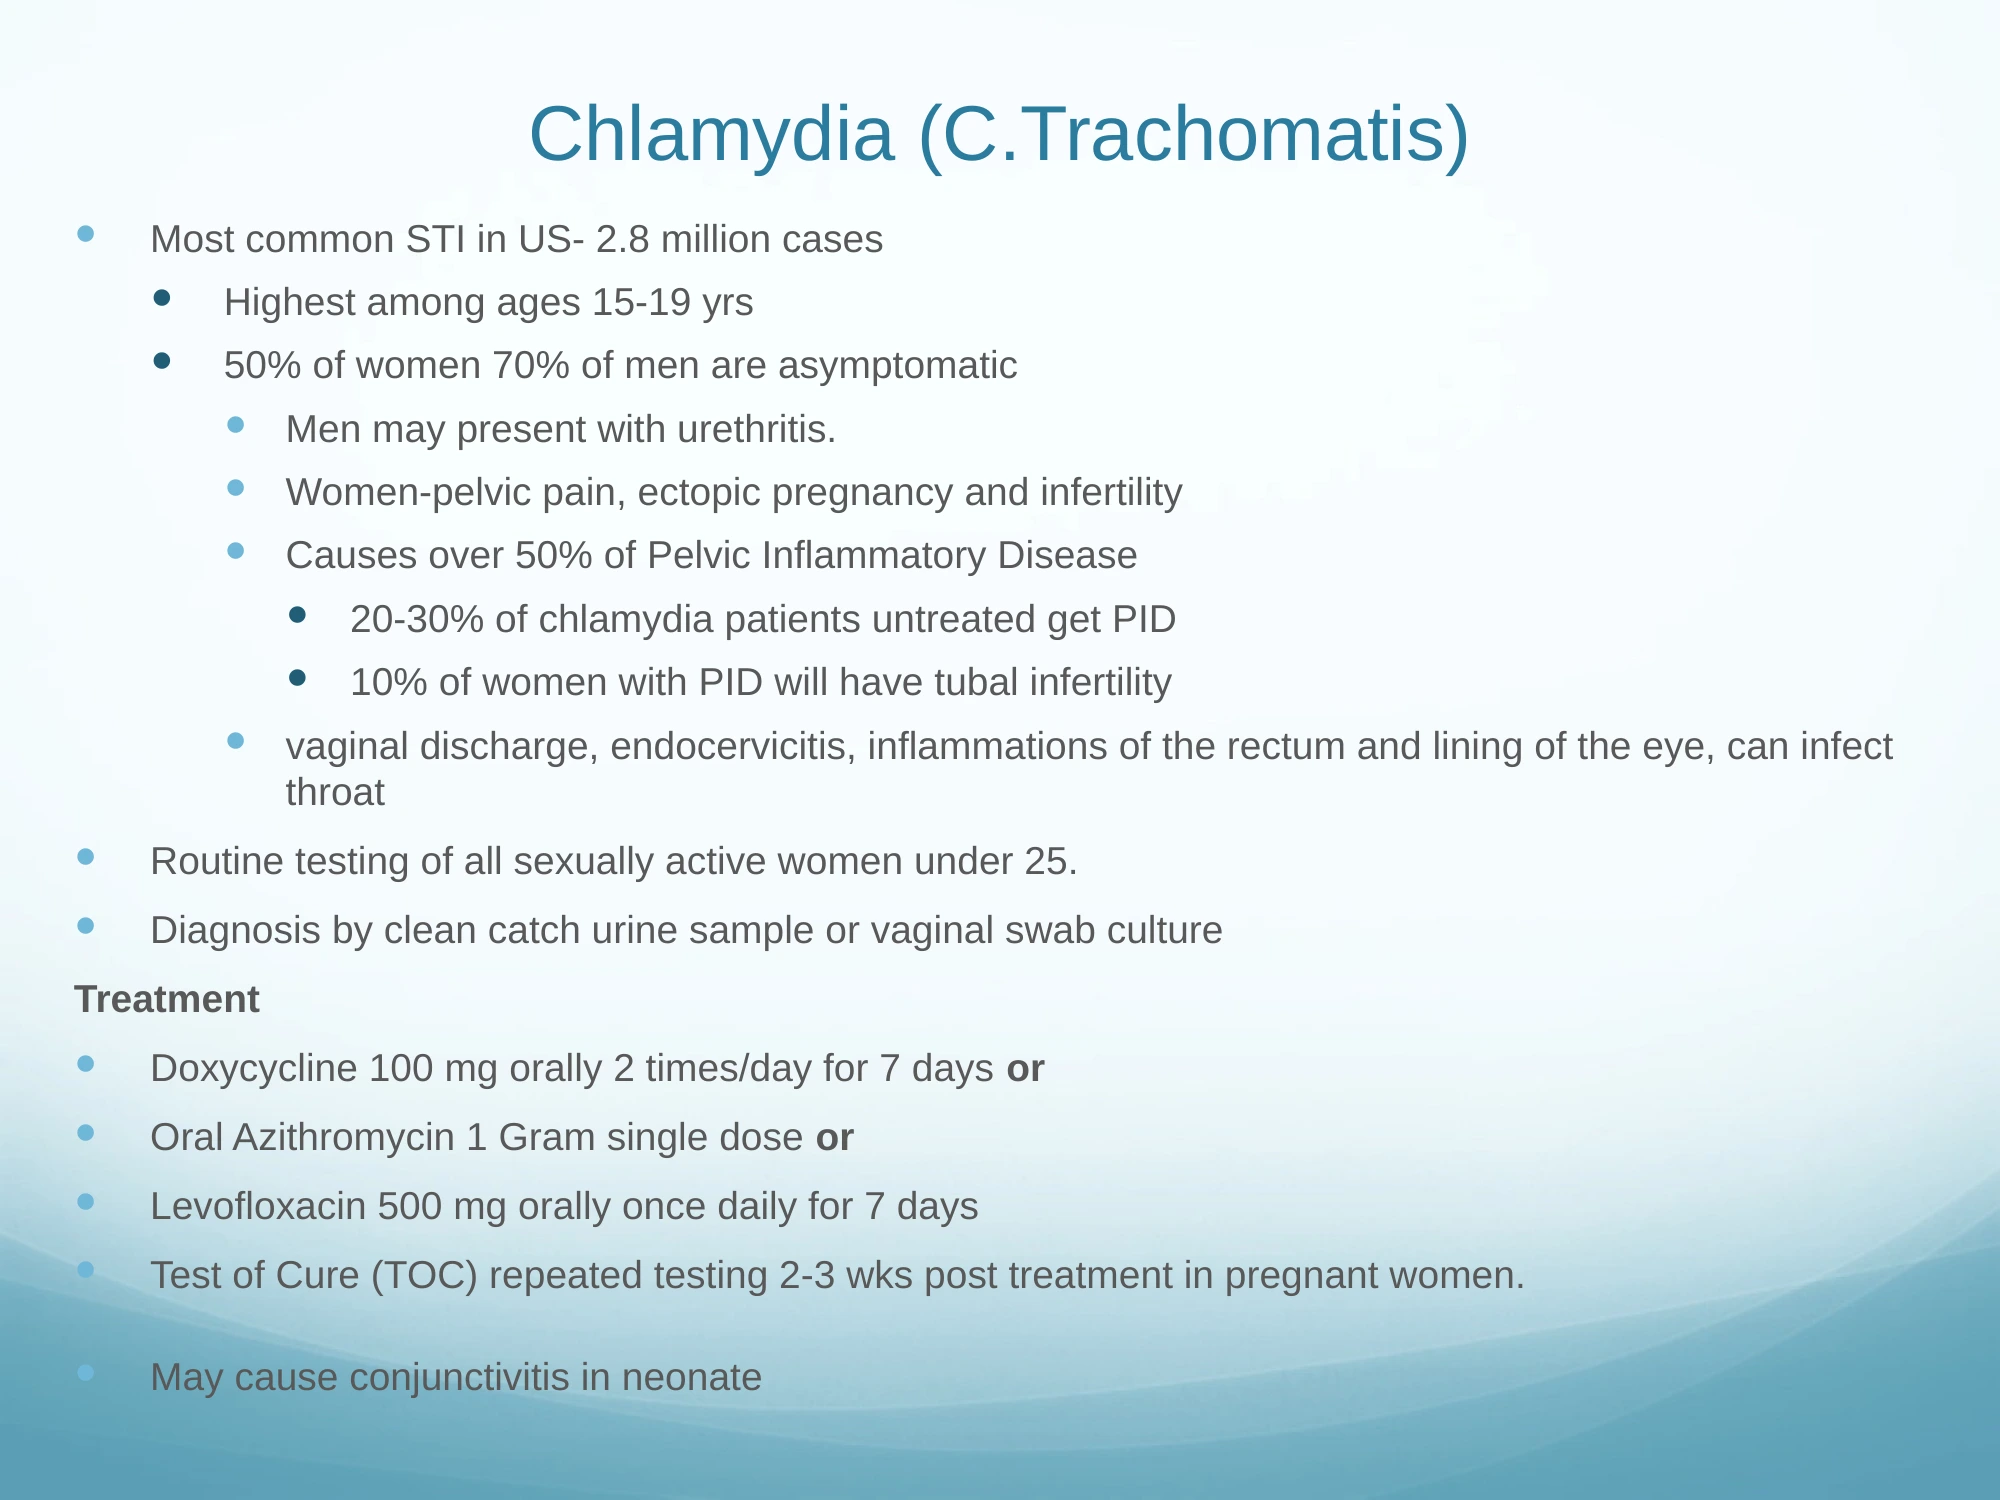 Chlamydia (C.Trachomatis)
Most common STI in US- 2.8 million cases
Highest among ages 15-19 yrs
50% of women 70% of men are asymptomatic
Men may present with urethritis.
Women-pelvic pain, ectopic pregnancy and infertility
Causes over 50% of Pelvic Inflammatory Disease
20-30% of chlamydia patients untreated get PID
10% of women with PID will have tubal infertility
vaginal discharge, endocervicitis, inflammations of the rectum and lining of the eye, can infect
throat
Routine testing of all sexually active women under 25.
Diagnosis by clean catch urine sample or vaginal swab culture
Treatment
Doxycycline 100 mg orally 2 times/day for 7 days or
Oral Azithromycin 1 Gram single dose or
Levofloxacin 500 mg orally once daily for 7 days
Test of Cure (TOC) repeated testing 2-3 wks post treatment in pregnant women.
May cause conjunctivitis in neonate